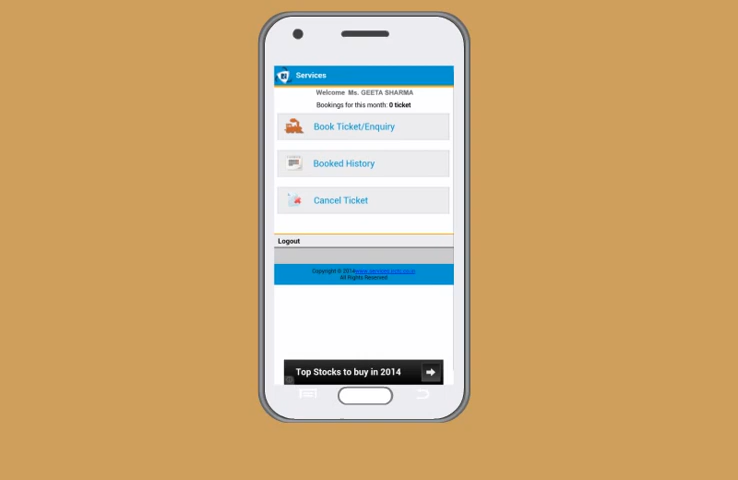 Services
Welcome Ms. GEETA SHARMA
Bookings for this month: 0 ticket
Book Ticket/Enquiry
Booked History
Cancel Ticket
Logout
Copyright © 2014
All Rights Reserved
Top Stocks to buy in 2014